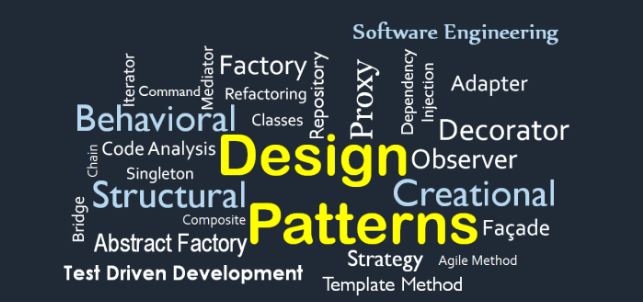 Software Engineering
Iterator
Command
Mediator
Factory
Refactoring
Repository
Proxy
Dependency
Injection
Adapter
Behavioral
Classes
Decorator
Chain
Code Analysis
Design
Observer
Singleton
Structural
Creational
Bridge
Composite
Patterns
Façade
Abstract Factory
Strategy
Agile Method
Test Driven Development
Template Method